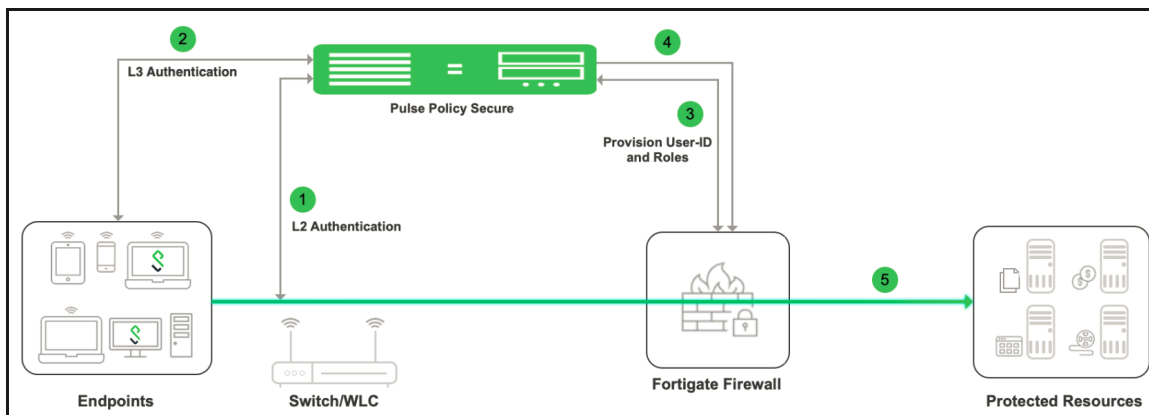 2
L3 Authentication
4
Pulse Policy Secure
3
Provision User-ID
and Roles
1
L2 Authentication
5
Endpoints
Switch/WLC
Fortigate Firewall
Protected Resources